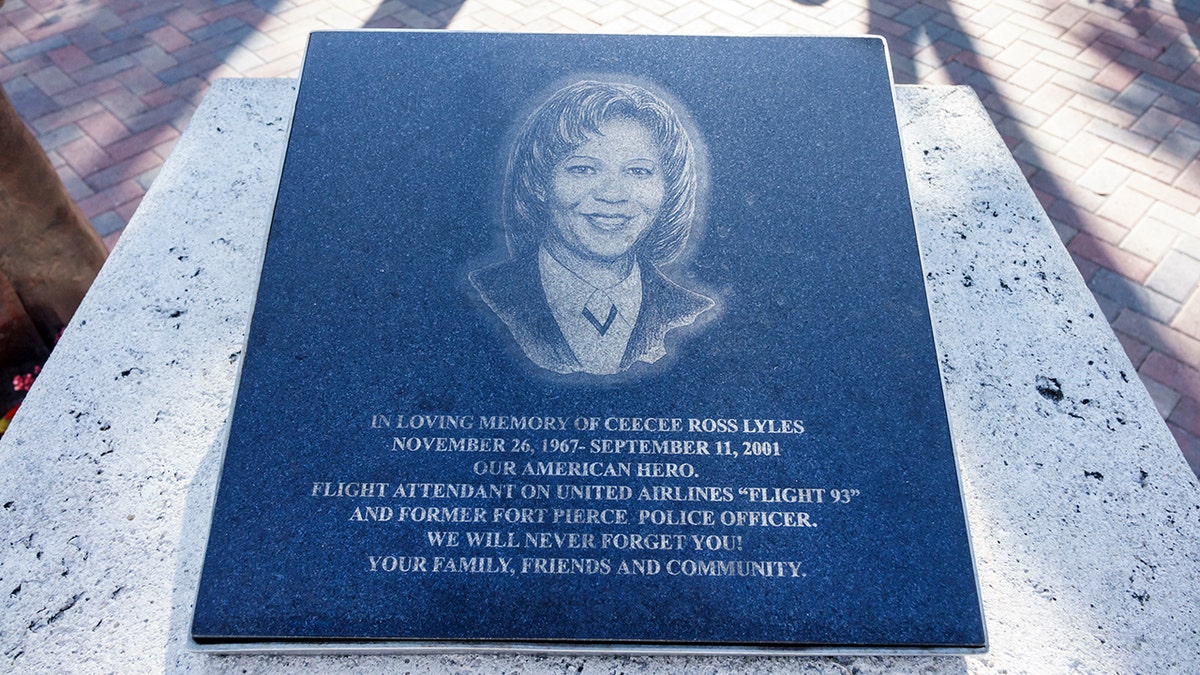 IN LOVING MEMORY OF CEECEE ROSS LYLES
NOVEMBER 26, 1967- SEPTEMBER 11, 2001
OUR AMERICAN HERO.
FLIGHT ATTENDANT ON UNITED AIRLINES “FLIGHT 93”
AND FORMER FORT PIERCE POLICE OFFICER.
WE WILL NEVER FORGET YOU!
YOUR FAMILY, FRIENDS AND COMMUNITY.